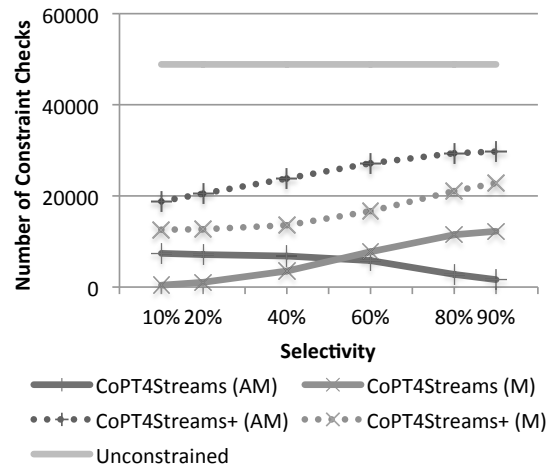 60000
40000
20000
0
Number of Constraint Checks
10% 20% 40% 60% 80% 90%
Selectivity
CoPT4Streams (AM) CoPT4Streams (M)
CoPT4Streams+ (AM) CoPT4Streams+ (M)
Unconstrained